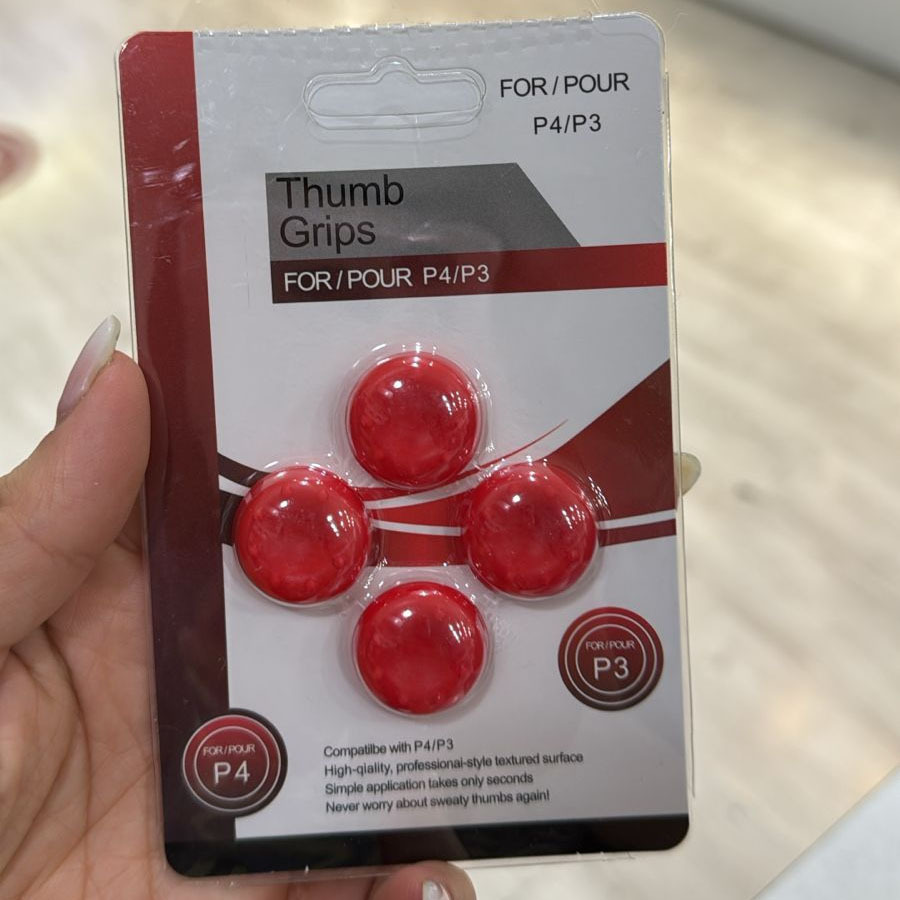 FOR / POUR
P4/P3
Thumb
Grips
FOR / POUR P4/P3
FOR / POUR
P3
FOR / POUR
P4
Compatilbe with P4/P3
High-qiality, professional-style textured surface
Simple application takes only seconds
Never worry about sweaty thumbs again!